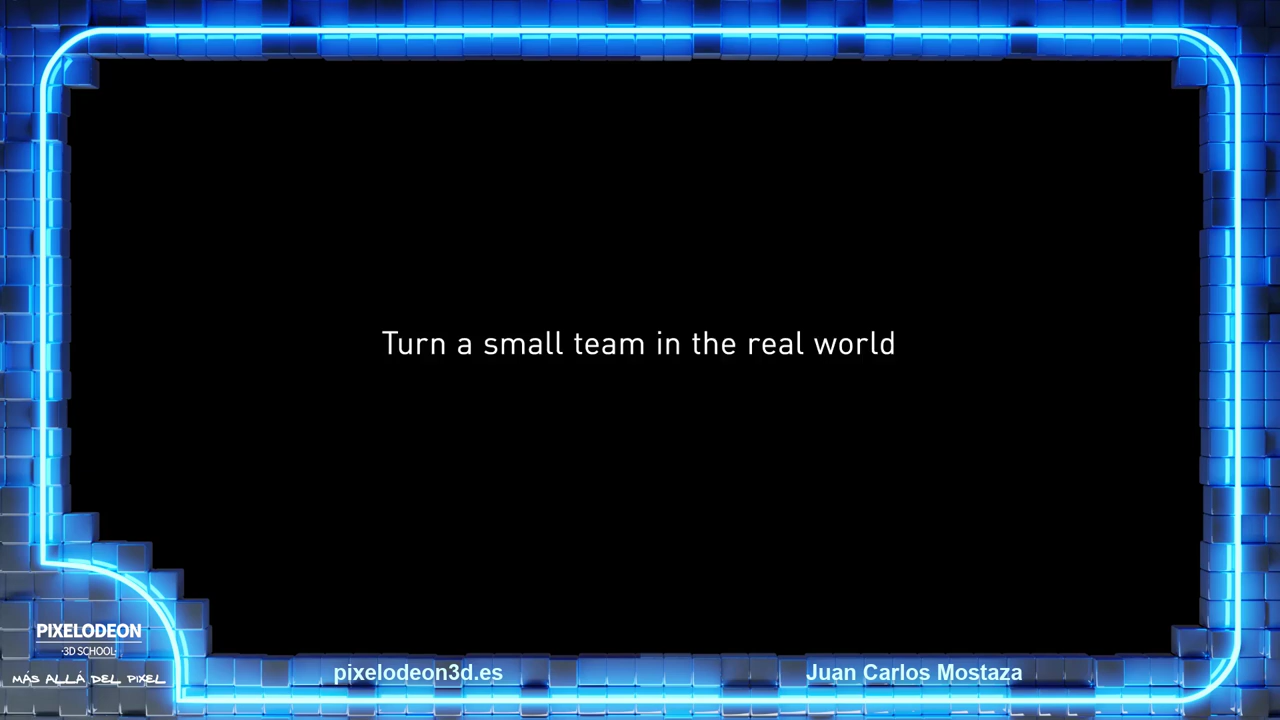 Turn a small team in the real world
PIXELODEON
·3D SCHOOL·
MÁS ALLÁ DEL PIXEL
pixelodeon3d.es
Juan Carlos Mostaza